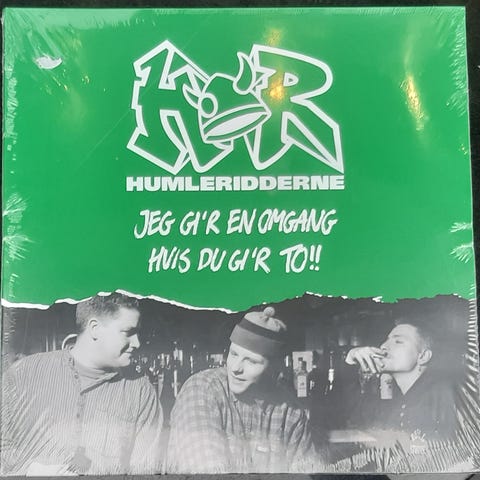 HR
HUMLERIDDERNE
JEG GI'R EN OMGANG
HVIS DU GI'R TO!!